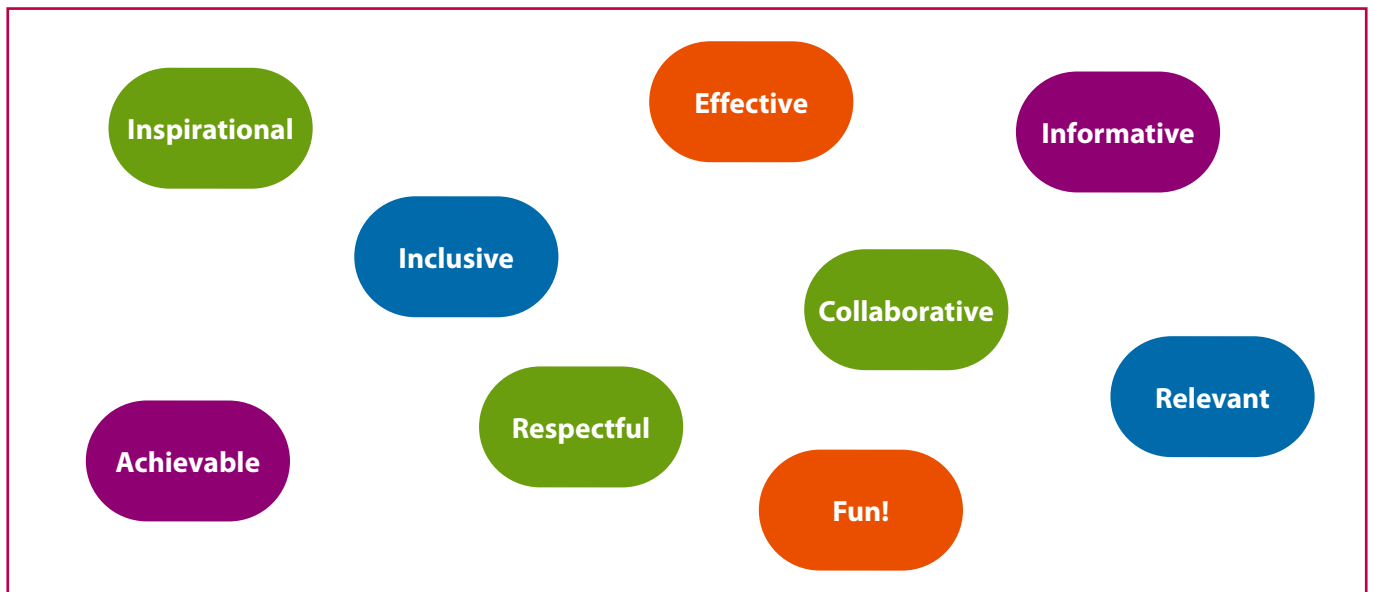 Inspirational
Effective
Informative
Inclusive
Collaborative
Relevant
Respectful
Achievable
Fun!